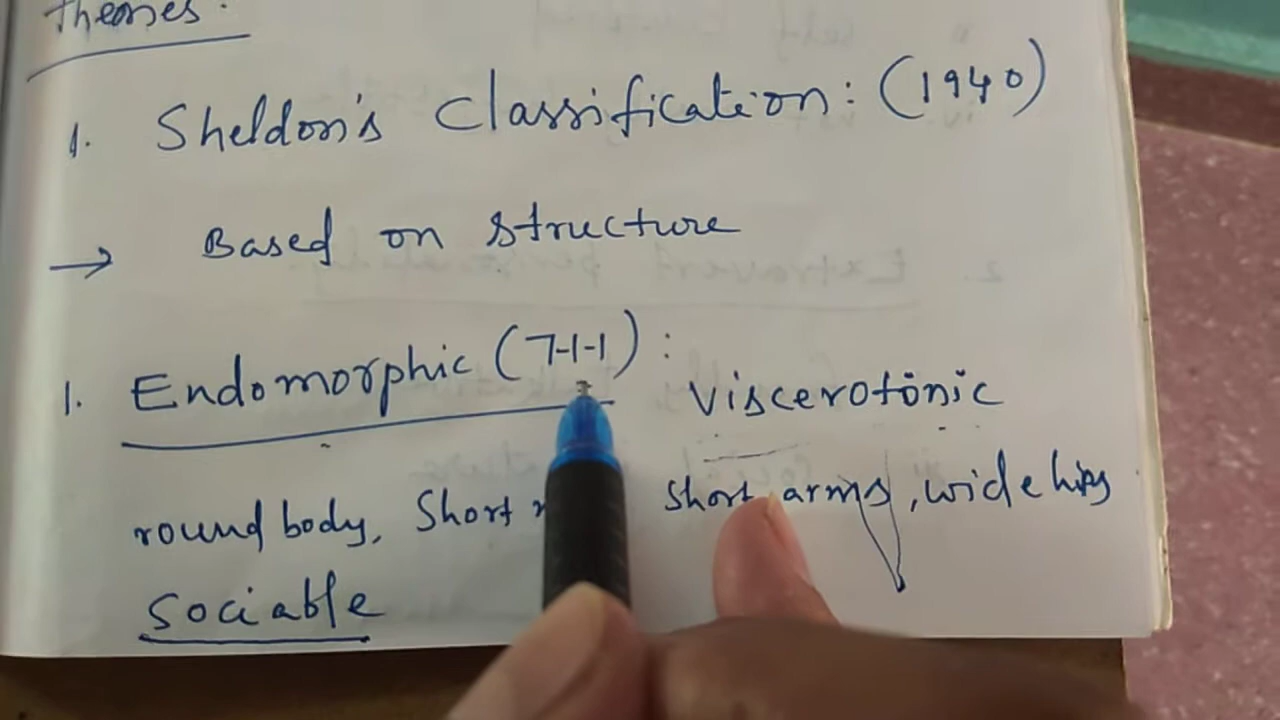 theories.
1. Sheldon's Classification: (1940)
→ Based on structure
1. Endomorphic (7-1-1): Viscerotonic
round body, Short short arms, wide hips
Sociable